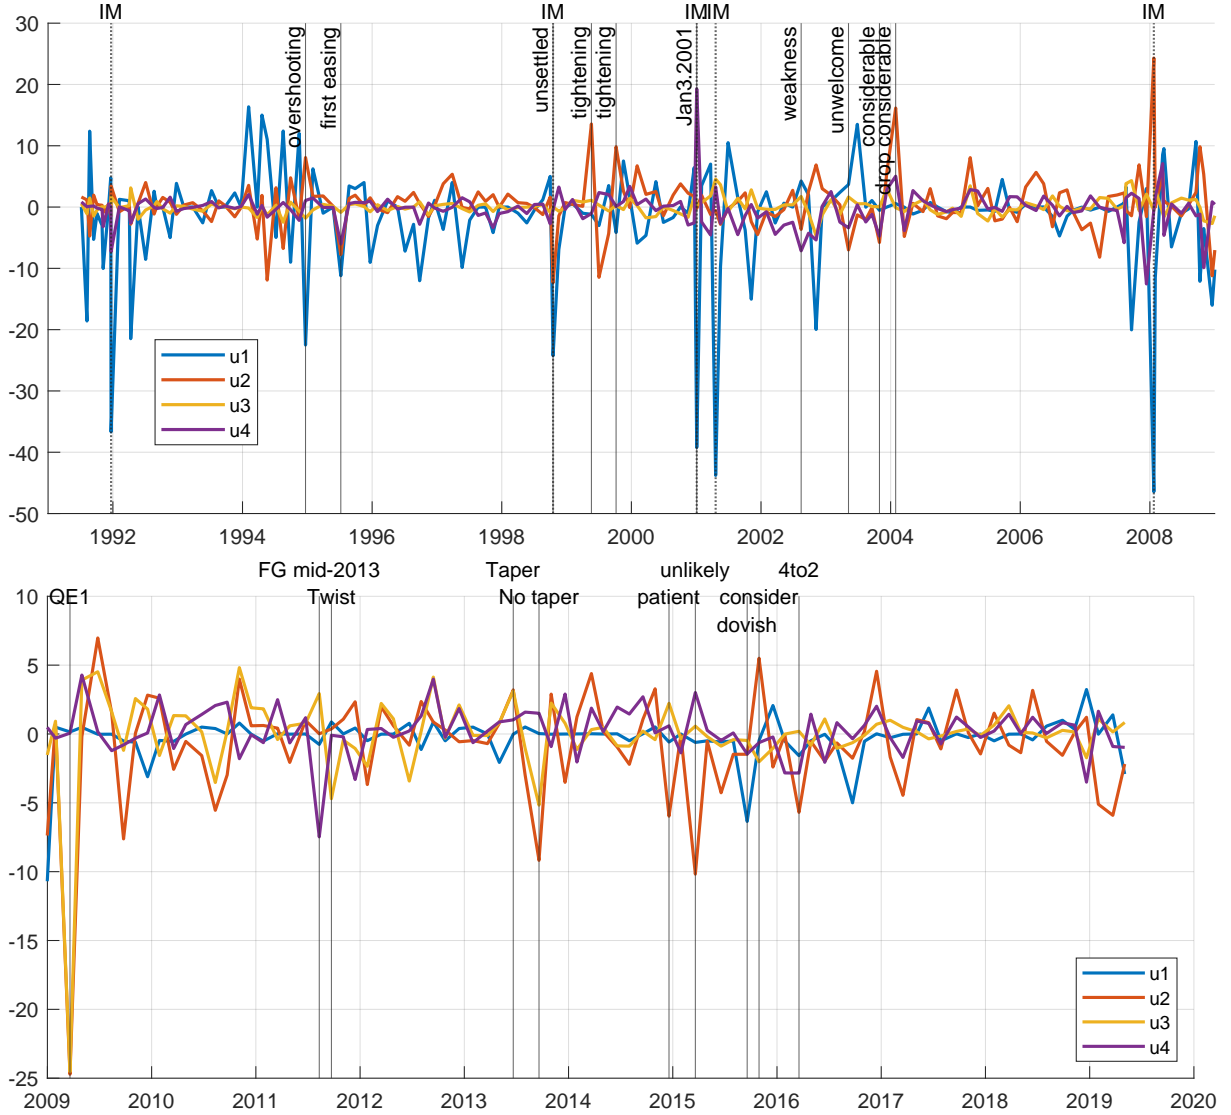 IM IM IMIM IM
30
20
10
0
-10
-20
-30
-40
-50
overshooting
first easing
unsettled
tightening
tightening
Jan3.2001
weakness
unwelcome
considerable
drop considerable
u1
u2
u3
u4
1992 1994 1996 1998 2000 2002 2004 2006 2008
FG mid-2013 Taper unlikely 4to2
QE1 Twist No taper patient consider
dovish
10
5
0
-5
-10
-15
-20
-25
u1
u2
u3
u4
2009 2010 2011 2012 2013 2014 2015 2016 2017 2018 2019 2020